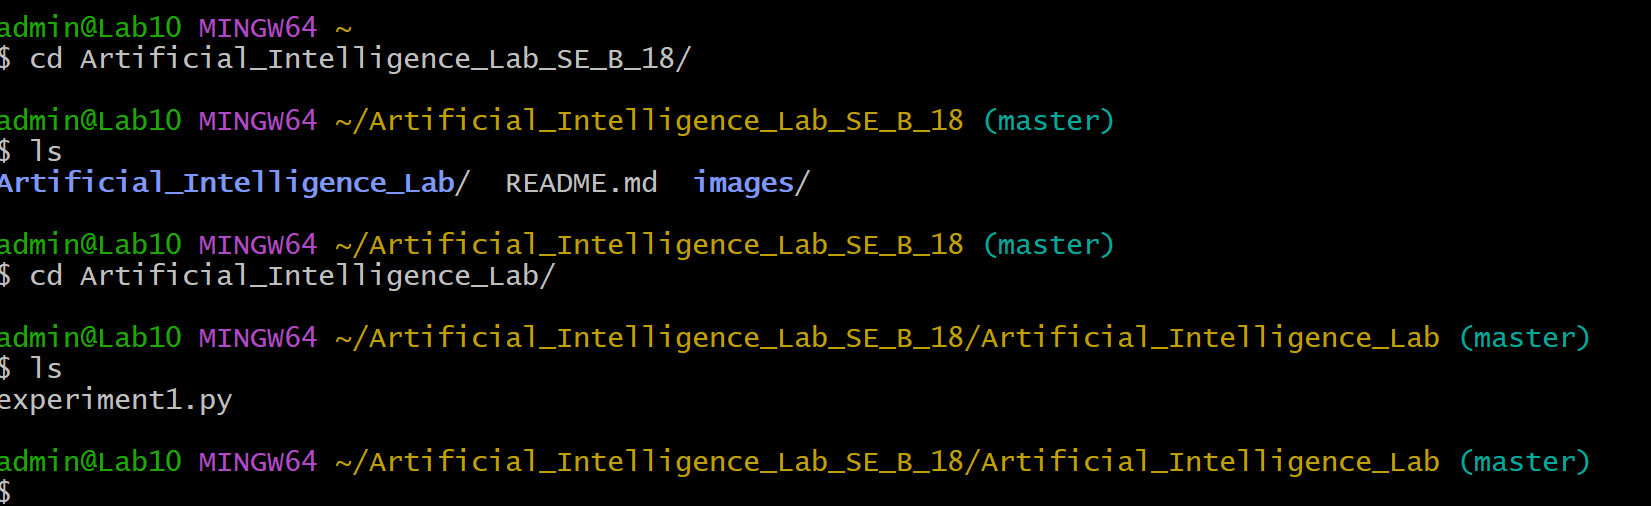 admin@Lab10 MINGW64 ~
$ cd Artificial_Intelligence_Lab_SE_B_18/
admin@Lab10 MINGW64 ~/Artificial_Intelligence_Lab_SE_B_18 (master)
$ ls
Artificial_Intelligence_Lab/  README.md  images/
admin@Lab10 MINGW64 ~/Artificial_Intelligence_Lab_SE_B_18 (master)
$ cd Artificial_Intelligence_Lab/
admin@Lab10 MINGW64 ~/Artificial_Intelligence_Lab_SE_B_18/Artificial_Intelligence_Lab (master)
$ ls
experiment1.py
admin@Lab10 MINGW64 ~/Artificial_Intelligence_Lab_SE_B_18/Artificial_Intelligence_Lab (master)
$